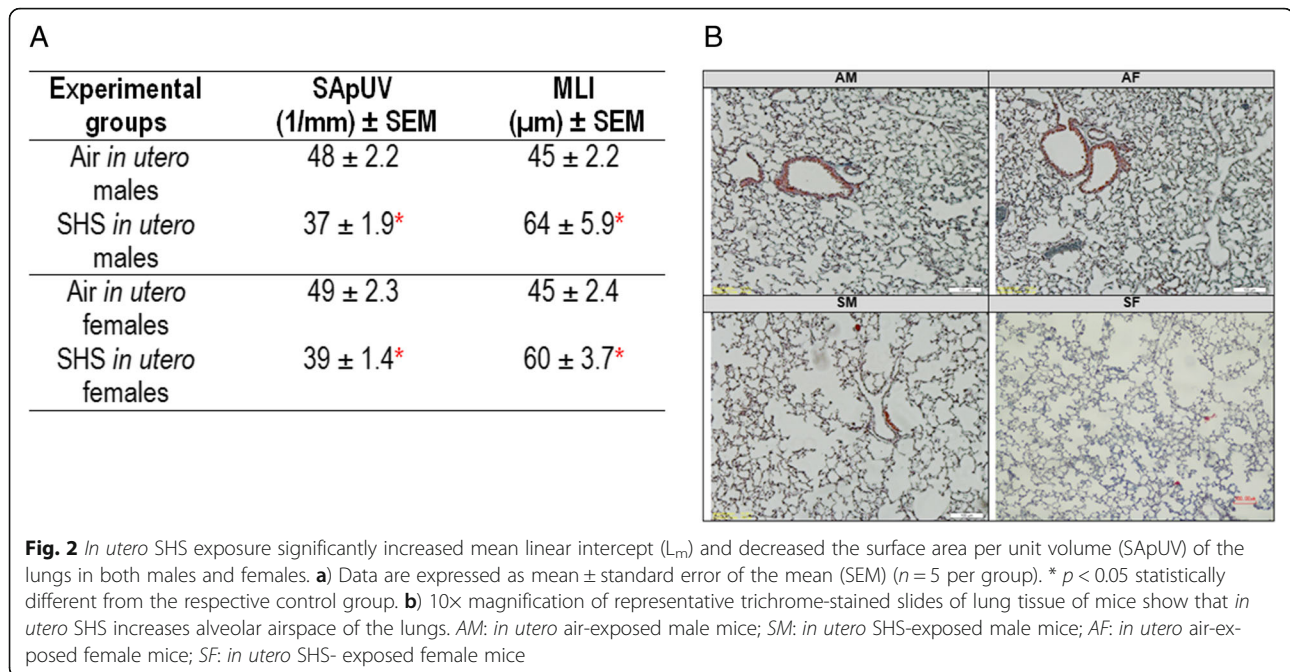 A
B
Experimental groups SApUV (1/mm) ± SEM MLI (µm) ± SEM
Air in utero males 48 ± 2.2 45 ± 2.2
SHS in utero males 37 ± 1.9* 64 ± 5.9*
Air in utero females 49 ± 2.3 45 ± 2.4
SHS in utero females 39 ± 1.4* 60 ± 3.7*
AM AF
SM SF
Fig. 2 In utero SHS exposure significantly increased mean linear intercept (Lm) and decreased the surface area per unit volume (SApUV) of the
lungs in both males and females. a) Data are expressed as mean ± standard error of the mean (SEM) (n = 5 per group). * p < 0.05 statistically
different from the respective control group. b) 10× magnification of representative trichrome-stained slides of lung tissue of mice show that in
utero SHS increases alveolar airspace of the lungs. AM: in utero air-exposed male mice; SM: in utero SHS-exposed male mice; AF: in utero air-ex-
posed female mice; SF: in utero SHS- exposed female mice